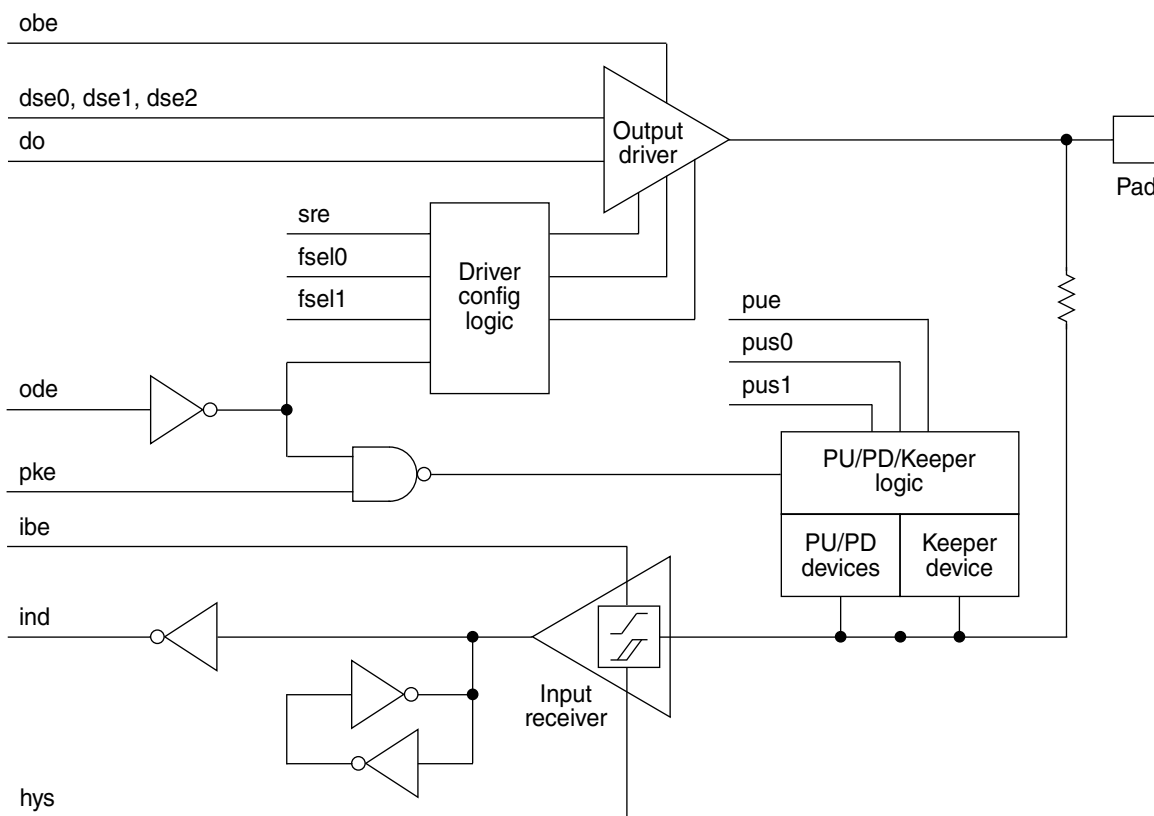 obe
dse0, dse1, dse2
do
Output
driver
Pad
sre
fsel0
fsel1
Driver
config
logic
pue
pus0
pus1
ode
pke
PU/PD/Keeper
logic
ibe
PU/PD
devices
Keeper
device
ind
Input
receiver
hys